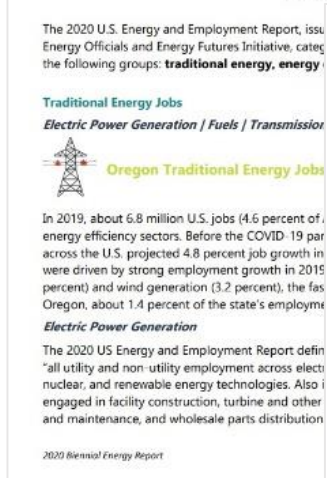 The 2020 U.S. Energy and Employment Report, issu
Energy Officials and Energy Futures Initiative, categ
the following groups: traditional energy, energy
Traditional Energy Jobs
Electric Power Generation | Fuels | Transmission
Oregon Traditional Energy Jobs
In 2019, about 6.8 million U.S. jobs (4.6 percent of
energy efficiency sectors. Before the COVID-19 pan
across the U.S. projected 4.8 percent job growth in
were driven by strong employment growth in 2019
percent) and wind generation (3.2 percent), the fas
Oregon, about 1.4 percent of the state's employme
Electric Power Generation
The 2020 US Energy and Employment Report defin
"all utility and non-utility employment across electr
nuclear, and renewable energy technologies. Also i
engaged in facility construction, turbine and other
and maintenance, and wholesale parts distribution
2020 Biennial Energy Report